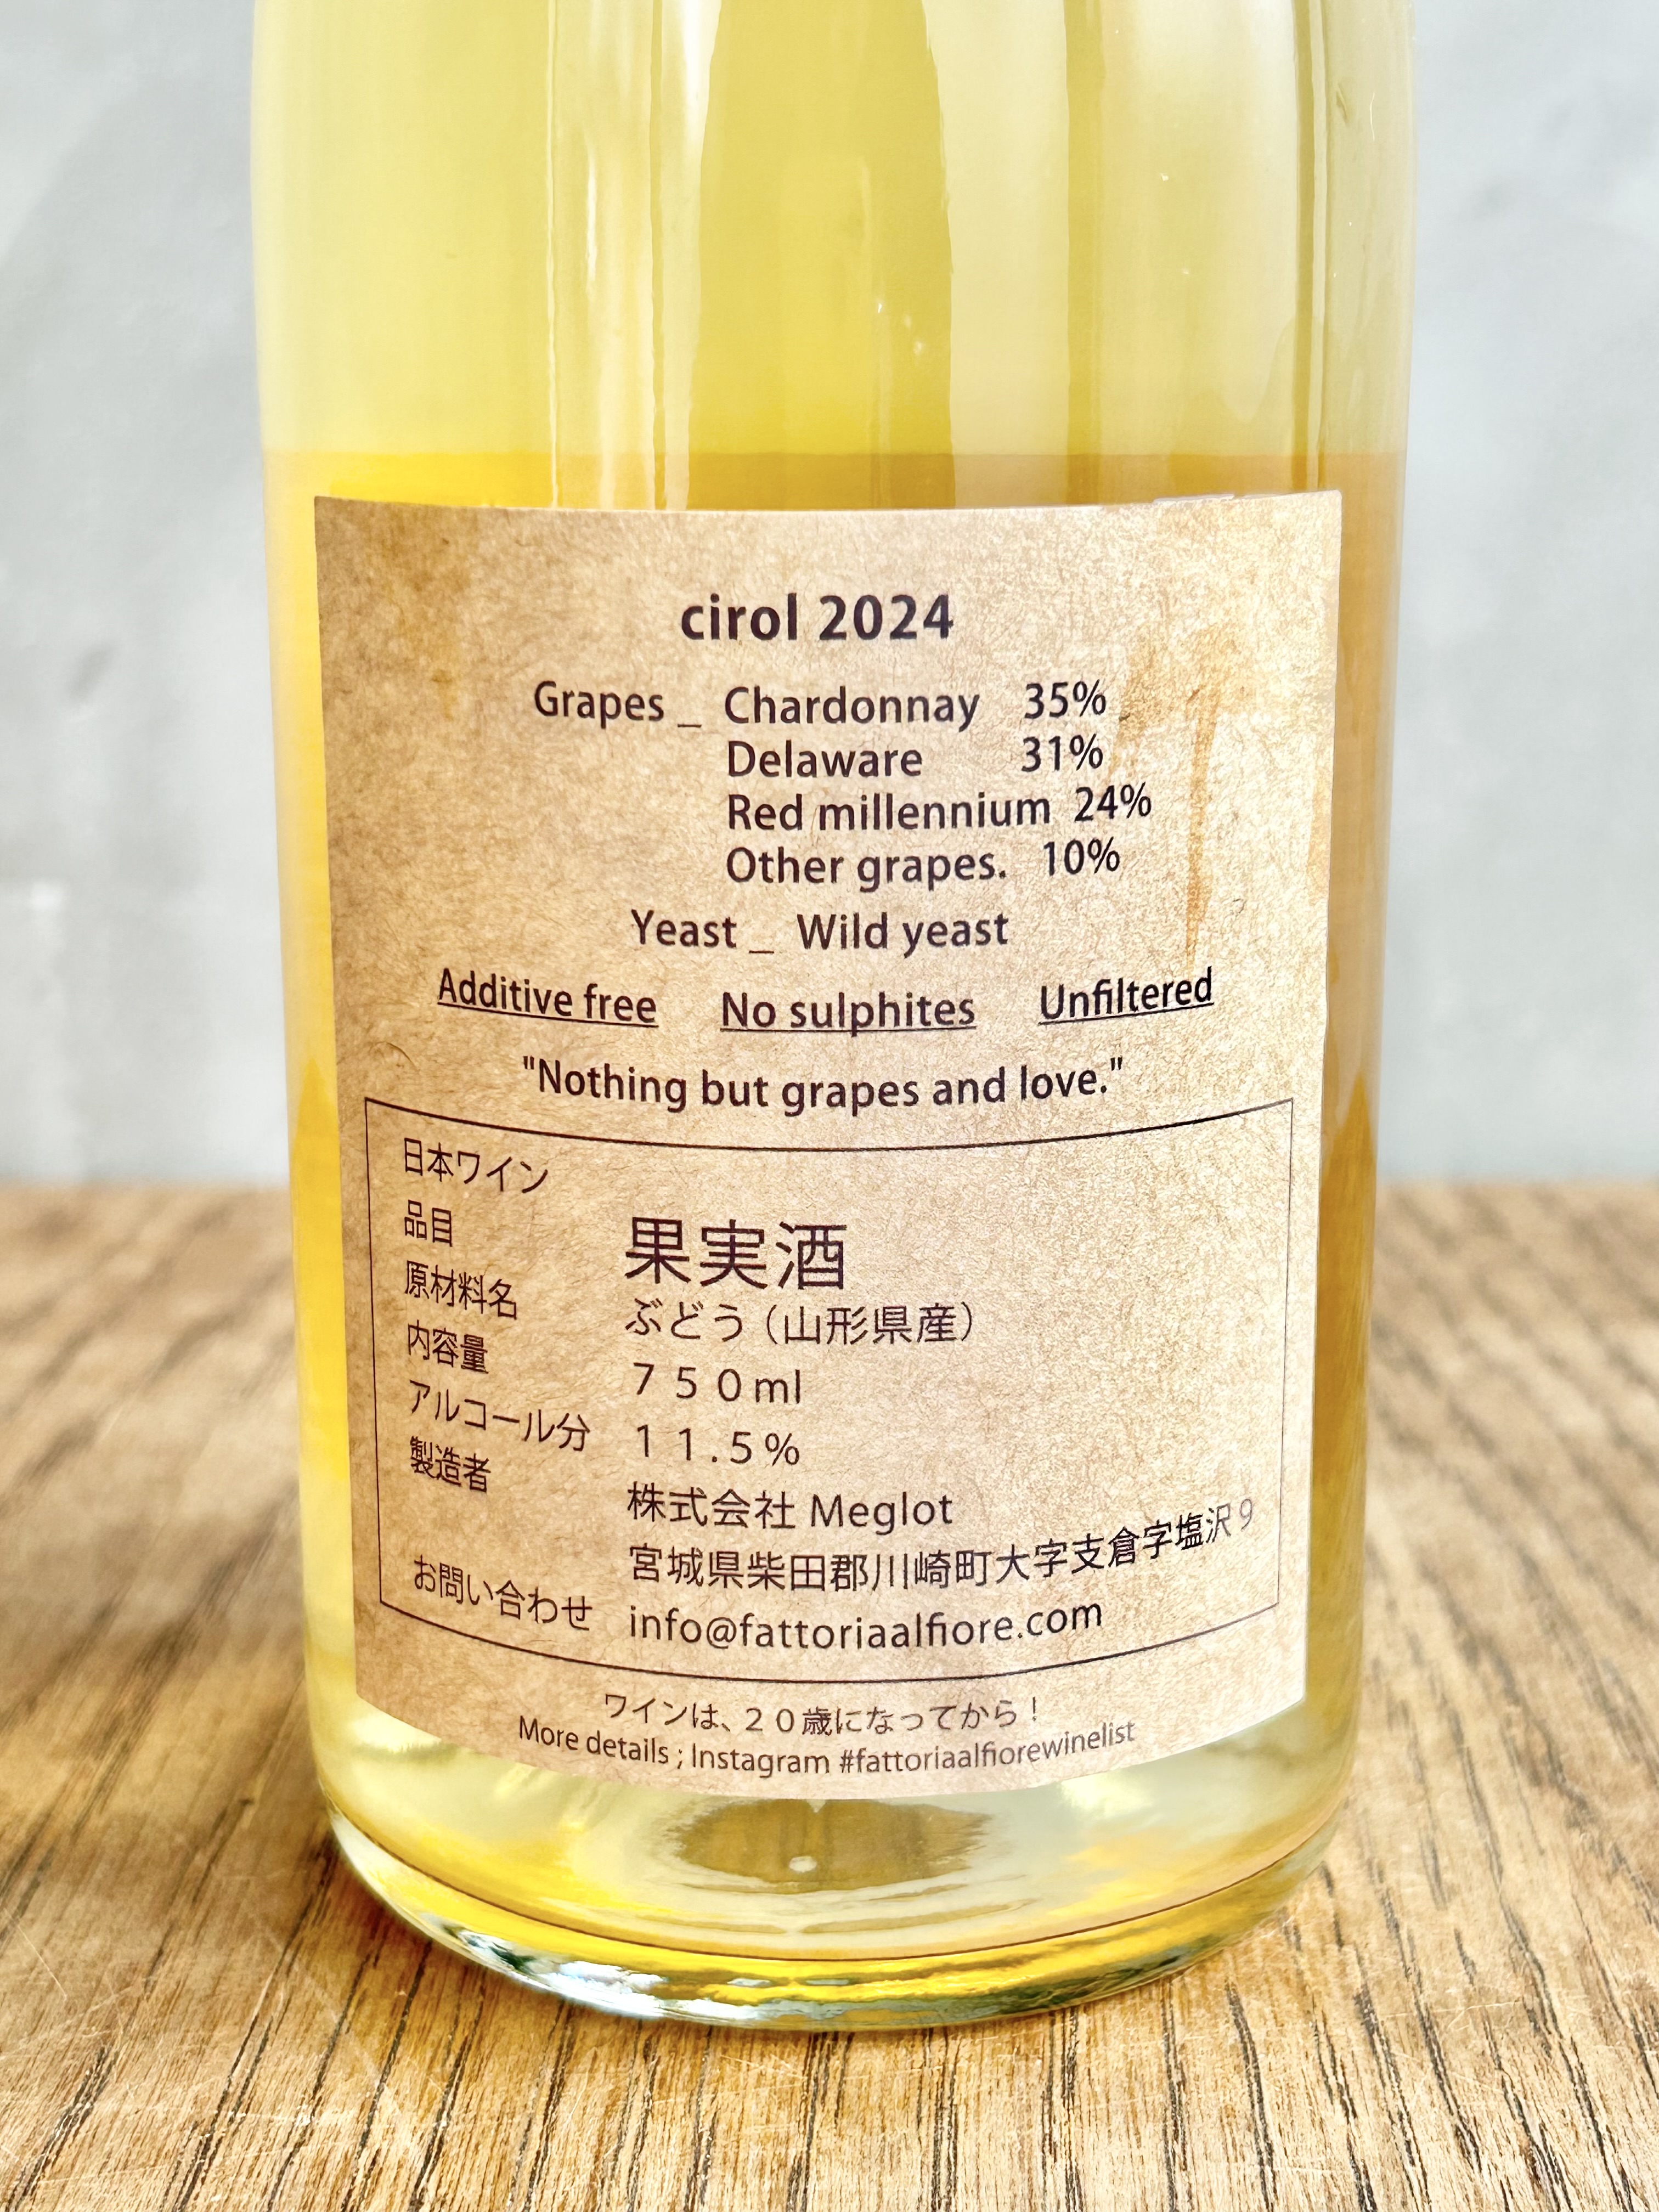 cirol 2024
Grapes _ Chardonnay 35%
Delaware 31%
Red millennium 24%
Other grapes. 10%
Yeast _ Wild yeast
Additive free No sulphites Unfiltered
"Nothing but grapes and love."
日本ワイン
品目 果実酒
原材料名 ぶどう（山形県産）
内容量 ７５０ml
アルコール分 １１.５%
製造者 株式会社 Meglot
宮城県柴田郡川崎町大字支倉字塩沢９
お問い合わせ info@fattoriaalfiore.com
ワインは、２０歳になってから！
More details ; Instagram #fattoriaalfiorewinelist